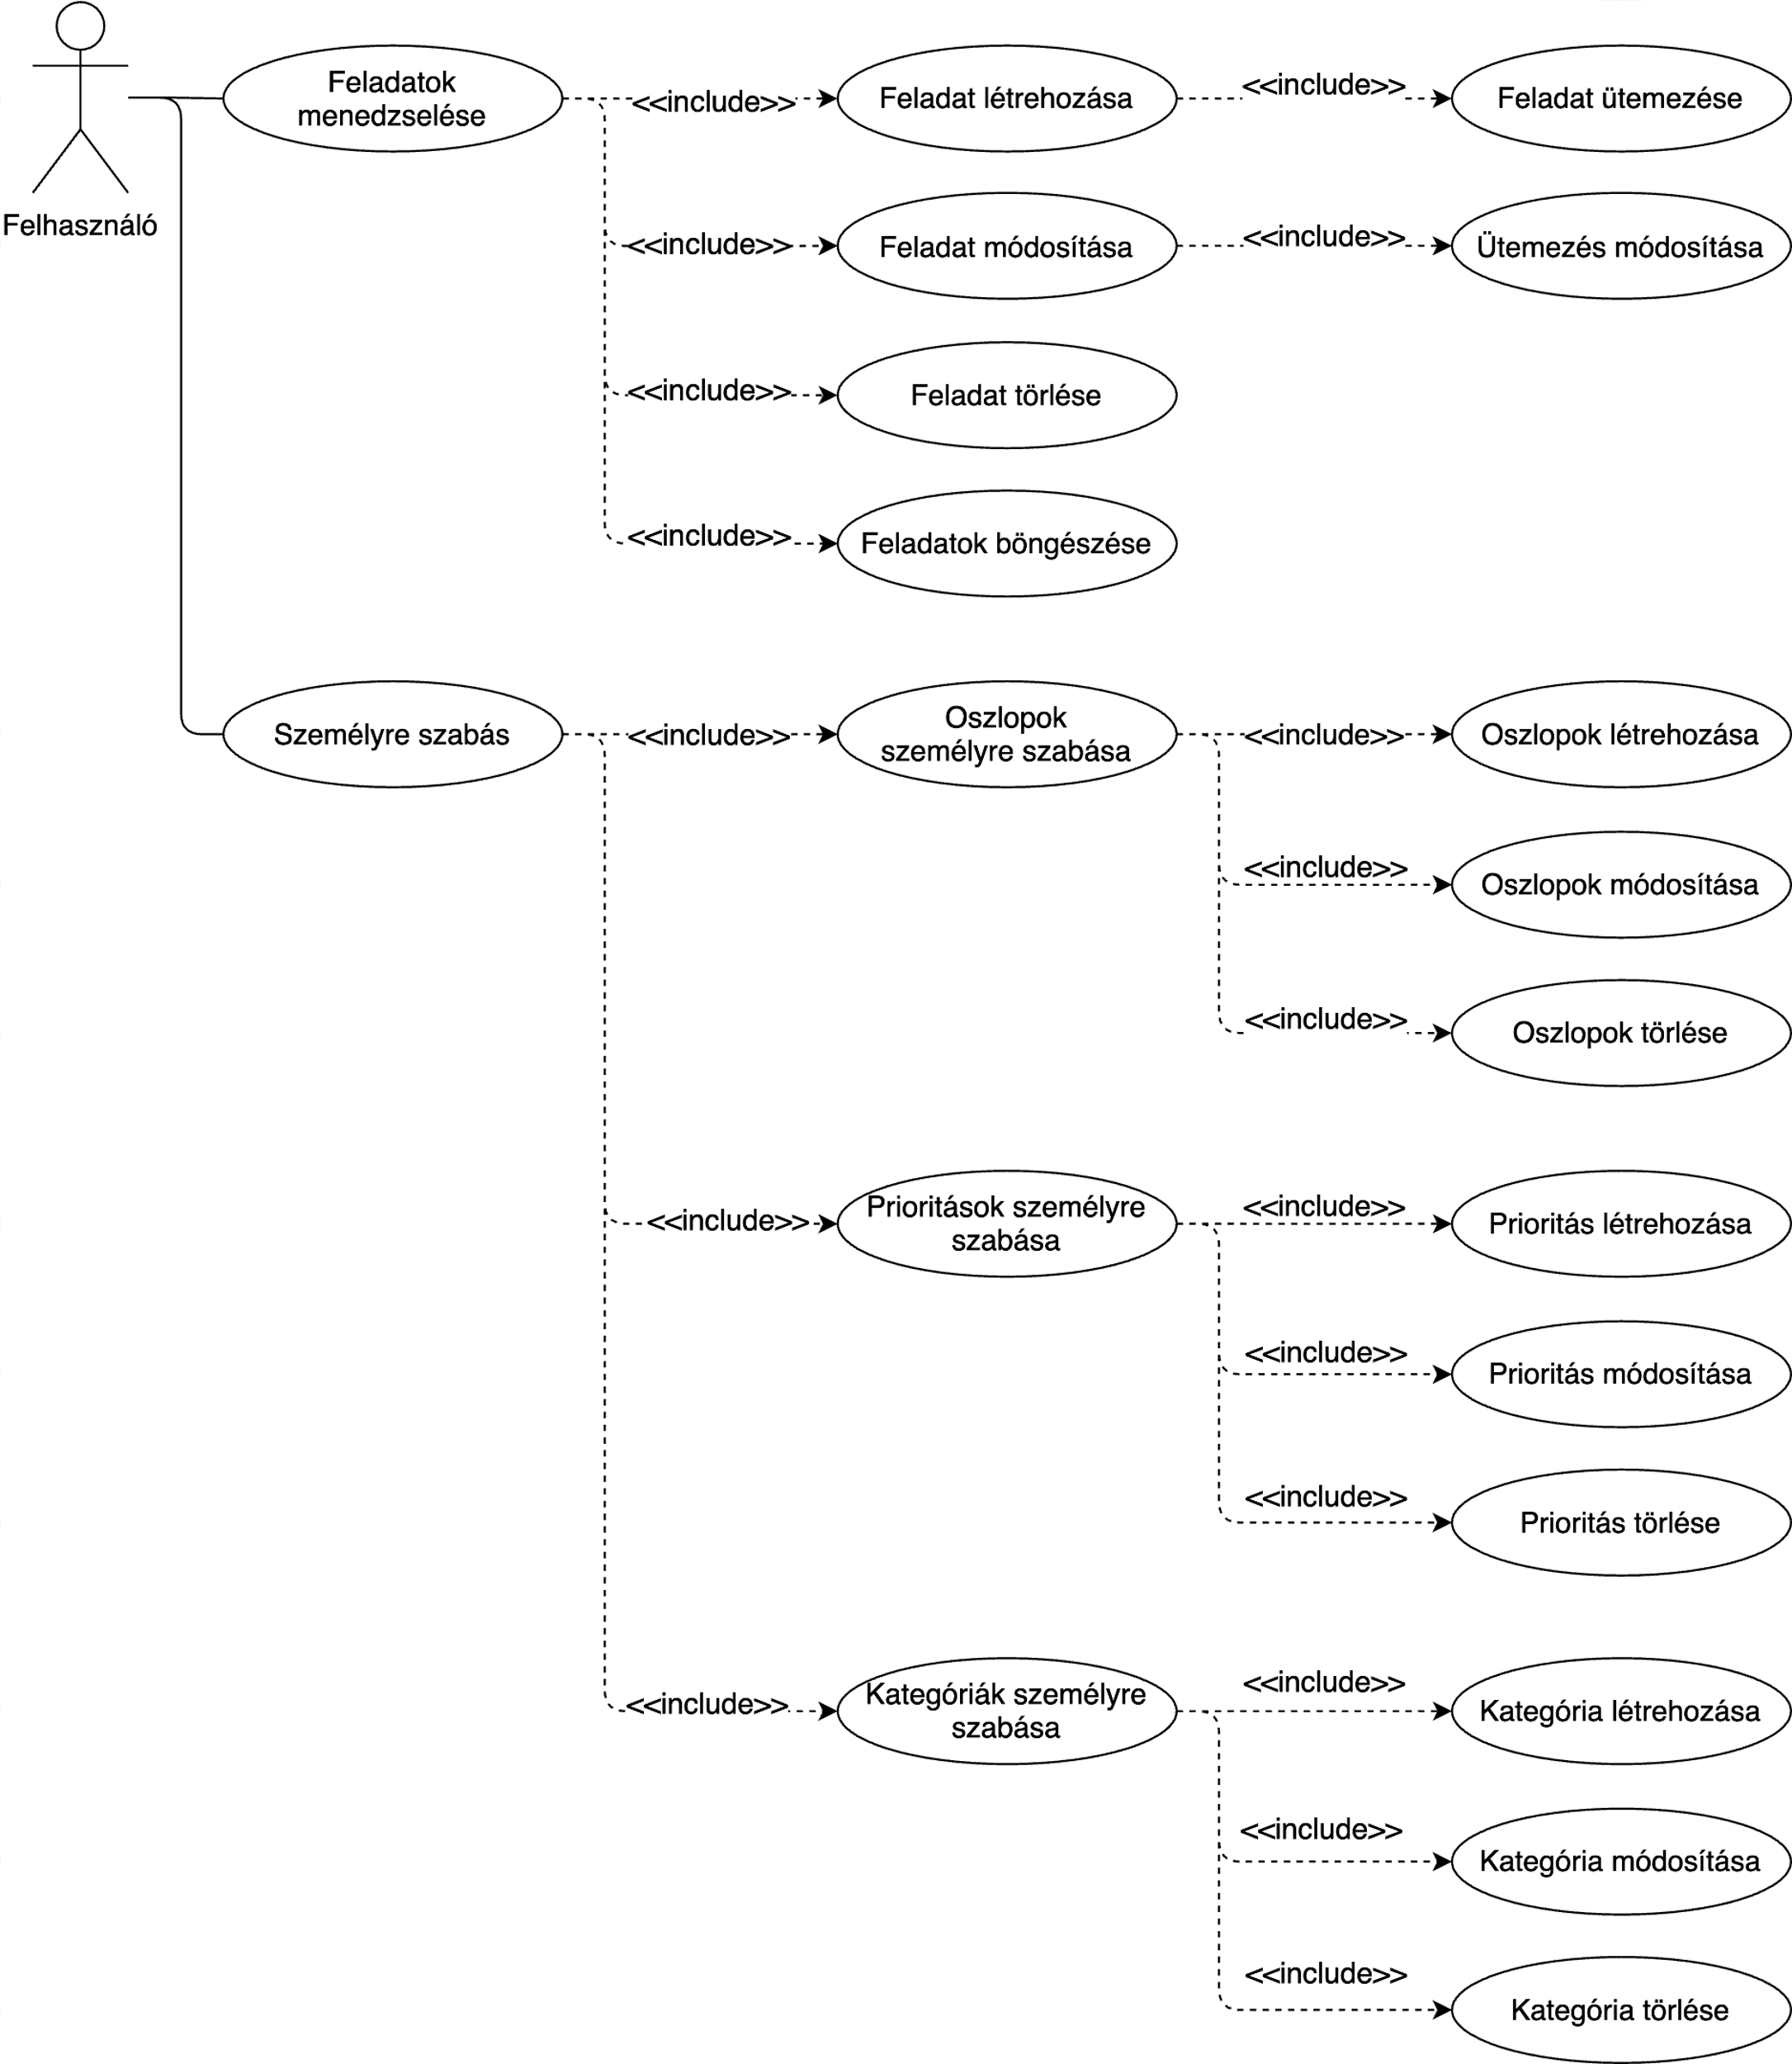 Felhasználó
Feladatok
menedzselése
<<include>>
Feladat létrehozása
<<include>>
Feladat ütemezése
<<include>>
Feladat módosítása
<<include>>
Ütemezés módosítása
<<include>>
Feladat törlése
<<include>>
Feladatok böngészése
Személyre szabás
<<include>>
Oszlopok
személyre szabása
<<include>>
Oszlopok létrehozása
<<include>>
Oszlopok módosítása
<<include>>
Oszlopok törlése
<<include>>
Prioritások személyre
szabása
<<include>>
Prioritás létrehozása
<<include>>
Prioritás módosítása
<<include>>
Prioritás törlése
<<include>>
Kategóriák személyre
szabása
<<include>>
Kategória létrehozása
<<include>>
Kategória módosítása
<<include>>
Kategória törlése